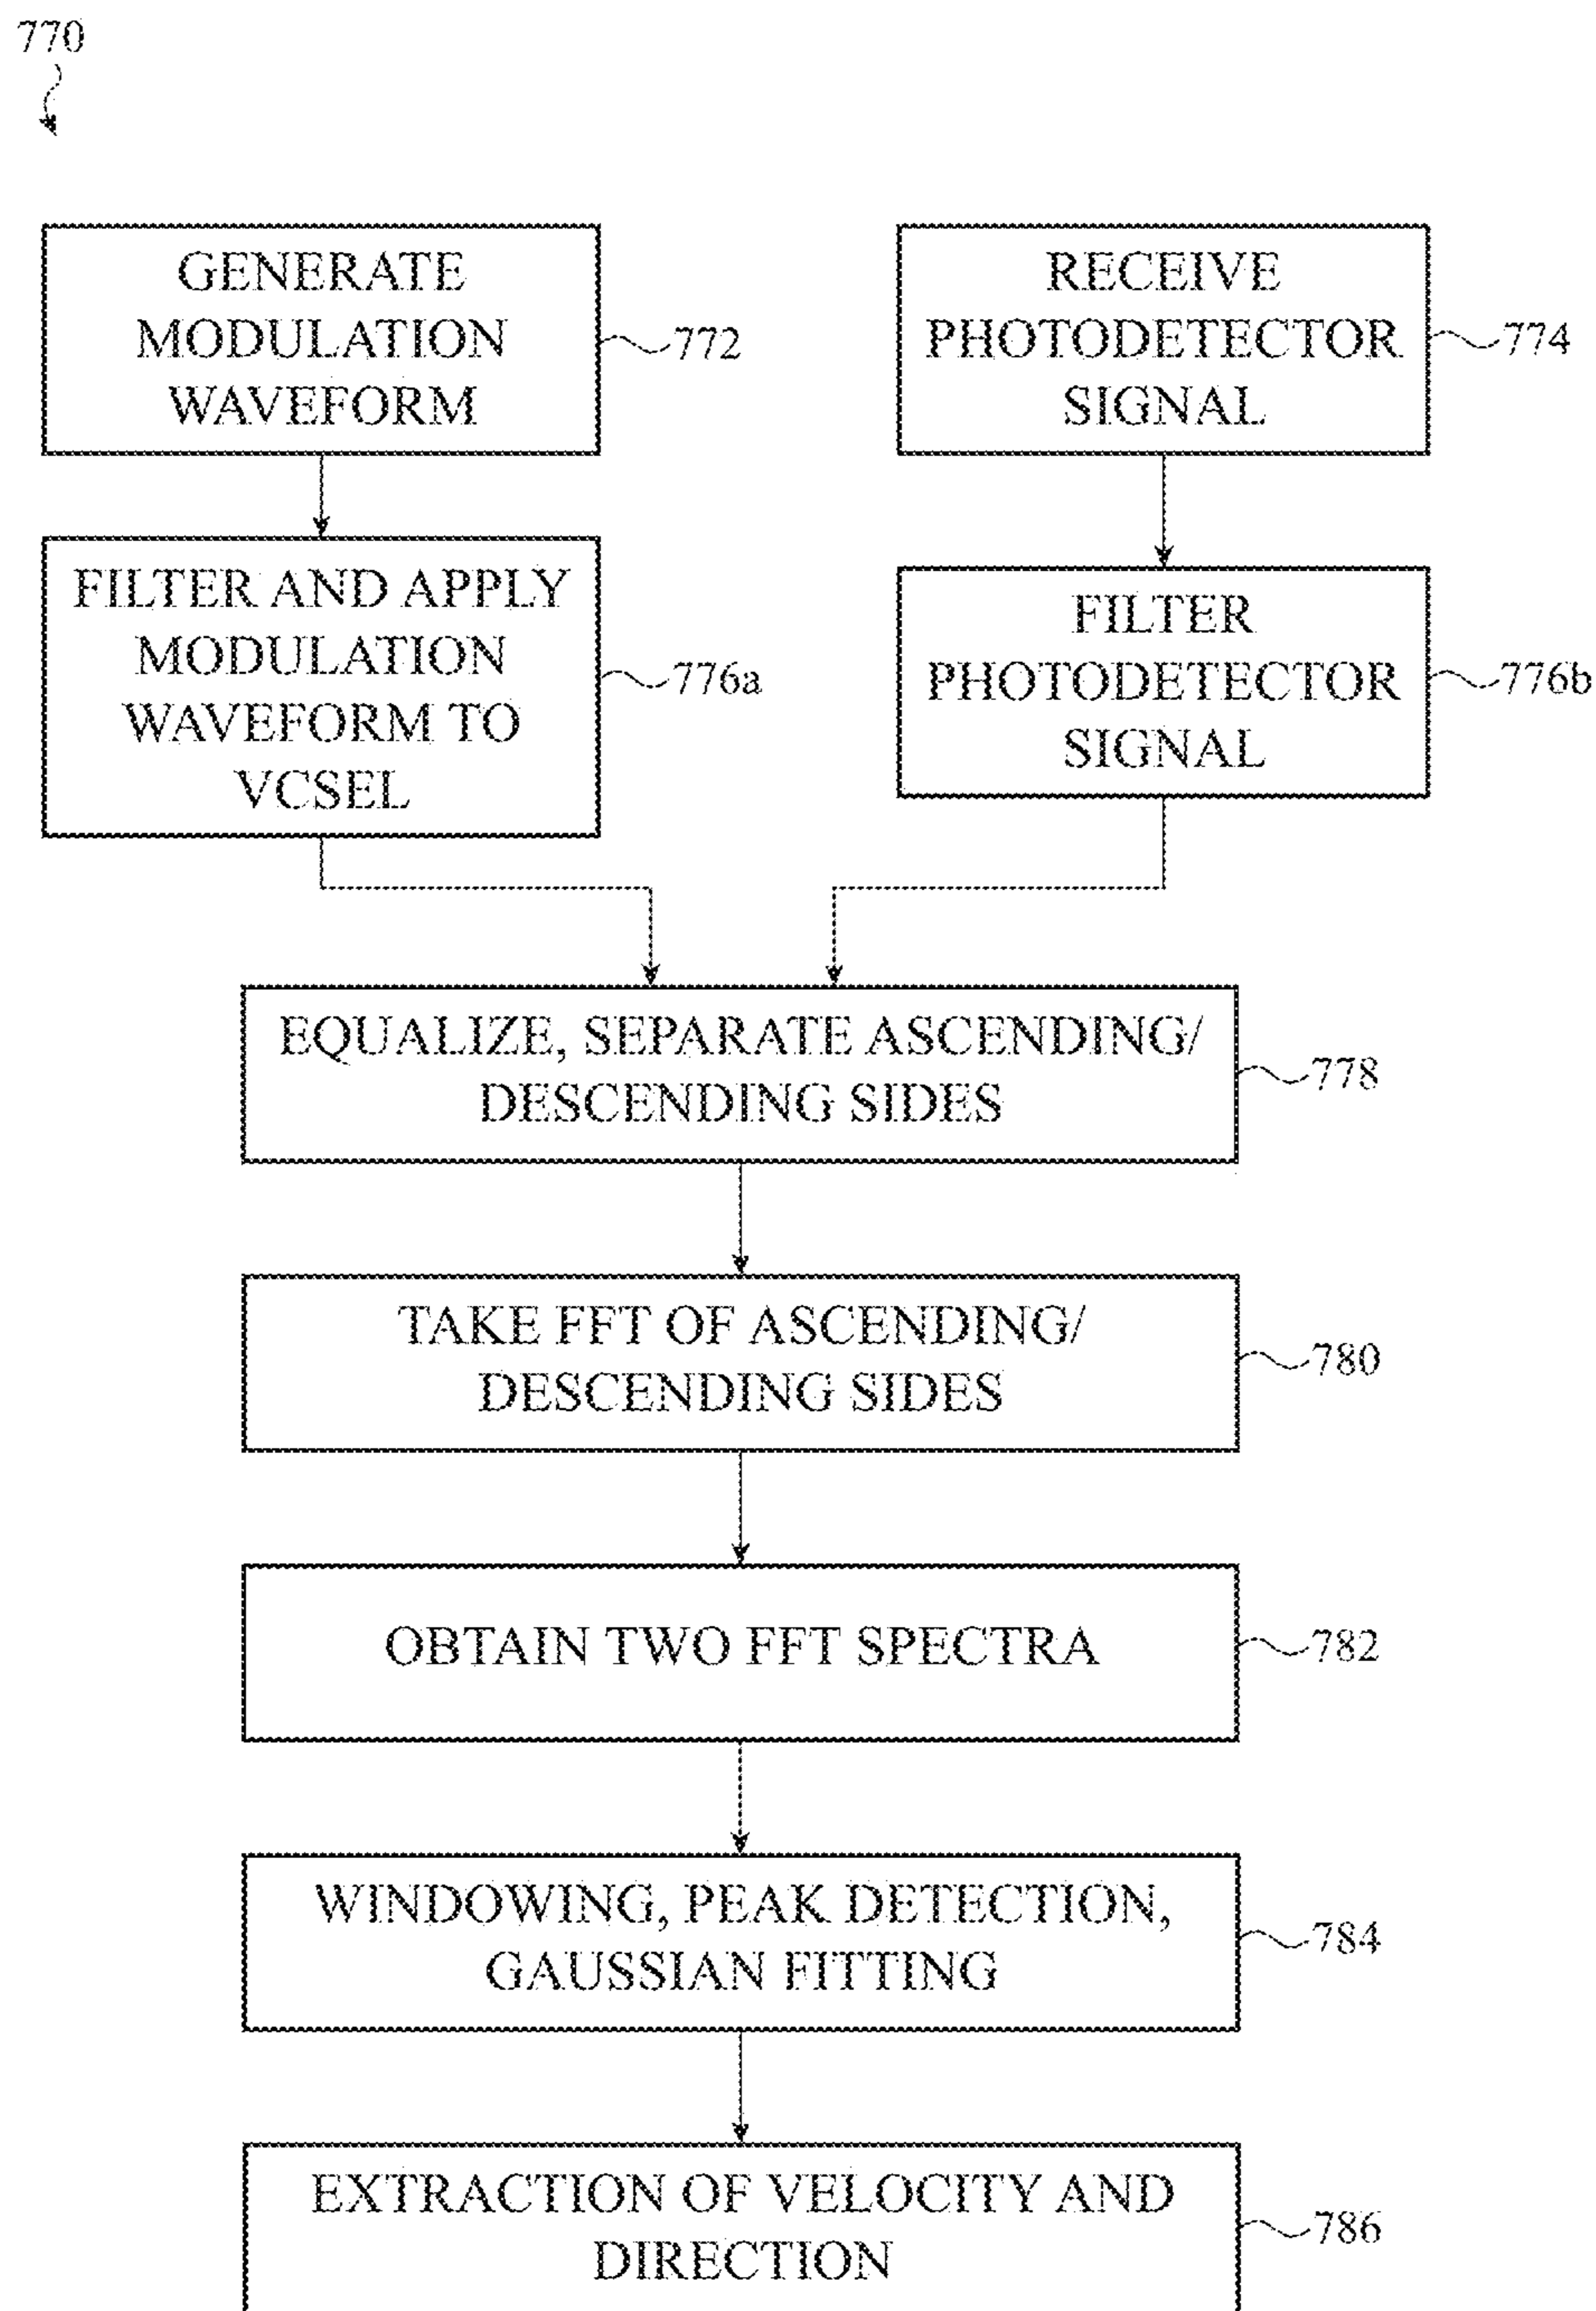 770
GENERATE
MODULATION
WAVEFORM
772
RECEIVE
PHOTODETECTOR
SIGNAL
774
FILTER AND APPLY
MODULATION
WAVEFORM TO
VCSEL
776a
FILTER
PHOTODETECTOR
SIGNAL
776b
EQUALIZE, SEPARATE ASCENDING/
DESCENDING SIDES
778
TAKE FFT OF ASCENDING/
DESCENDING SIDES
780
OBTAIN TWO FFT SPECTRA
782
WINDOWING, PEAK DETECTION,
GAUSSIAN FITTING
784
EXTRACTION OF VELOCITY AND
DIRECTION
786